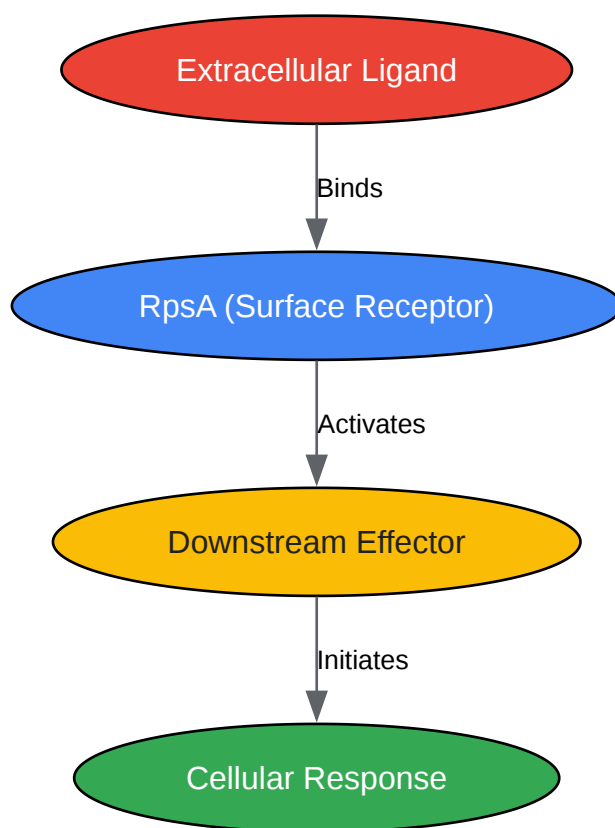 Extracellular Ligand
Binds
RpsA (Surface Receptor)
Activates
Downstream Effector
Initiates
Cellular Response